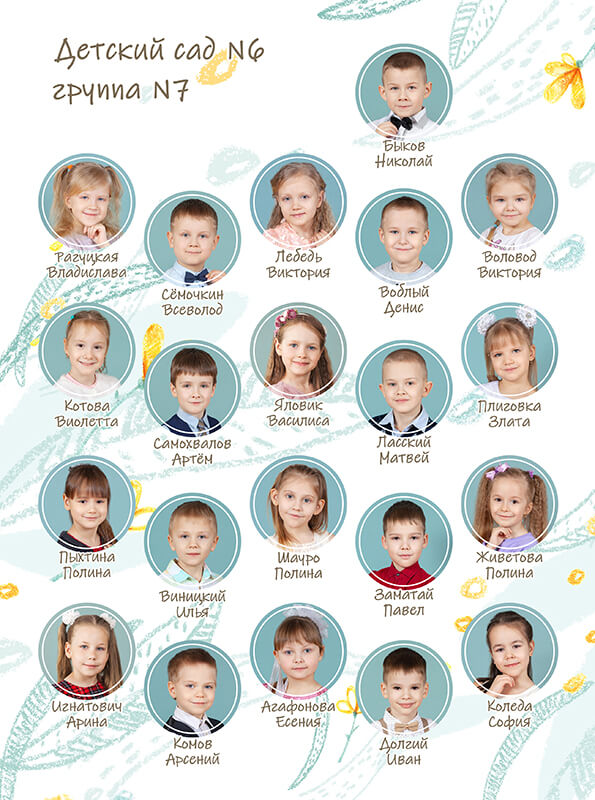 Детский сад N6
группа N7
Быков
Николай
Рагуцкая
Владислава
Сёмочкин
Всеволод
Лебедь
Виктория
Воблый
Денис
Воловод
Виктория
Котова
Виолетта
Самохвалов
Артём
Яловик
Василиса
Ласский
Матвей
Плиговка
Злата
Пыхтина
Полина
Виницкий
Илья
Шауро
Полина
Заматай
Павел
Живетова
Полина
Игнатович
Арина
Комов
Арсений
Агафонова
Есения
Долгий
Иван
Коледа
София